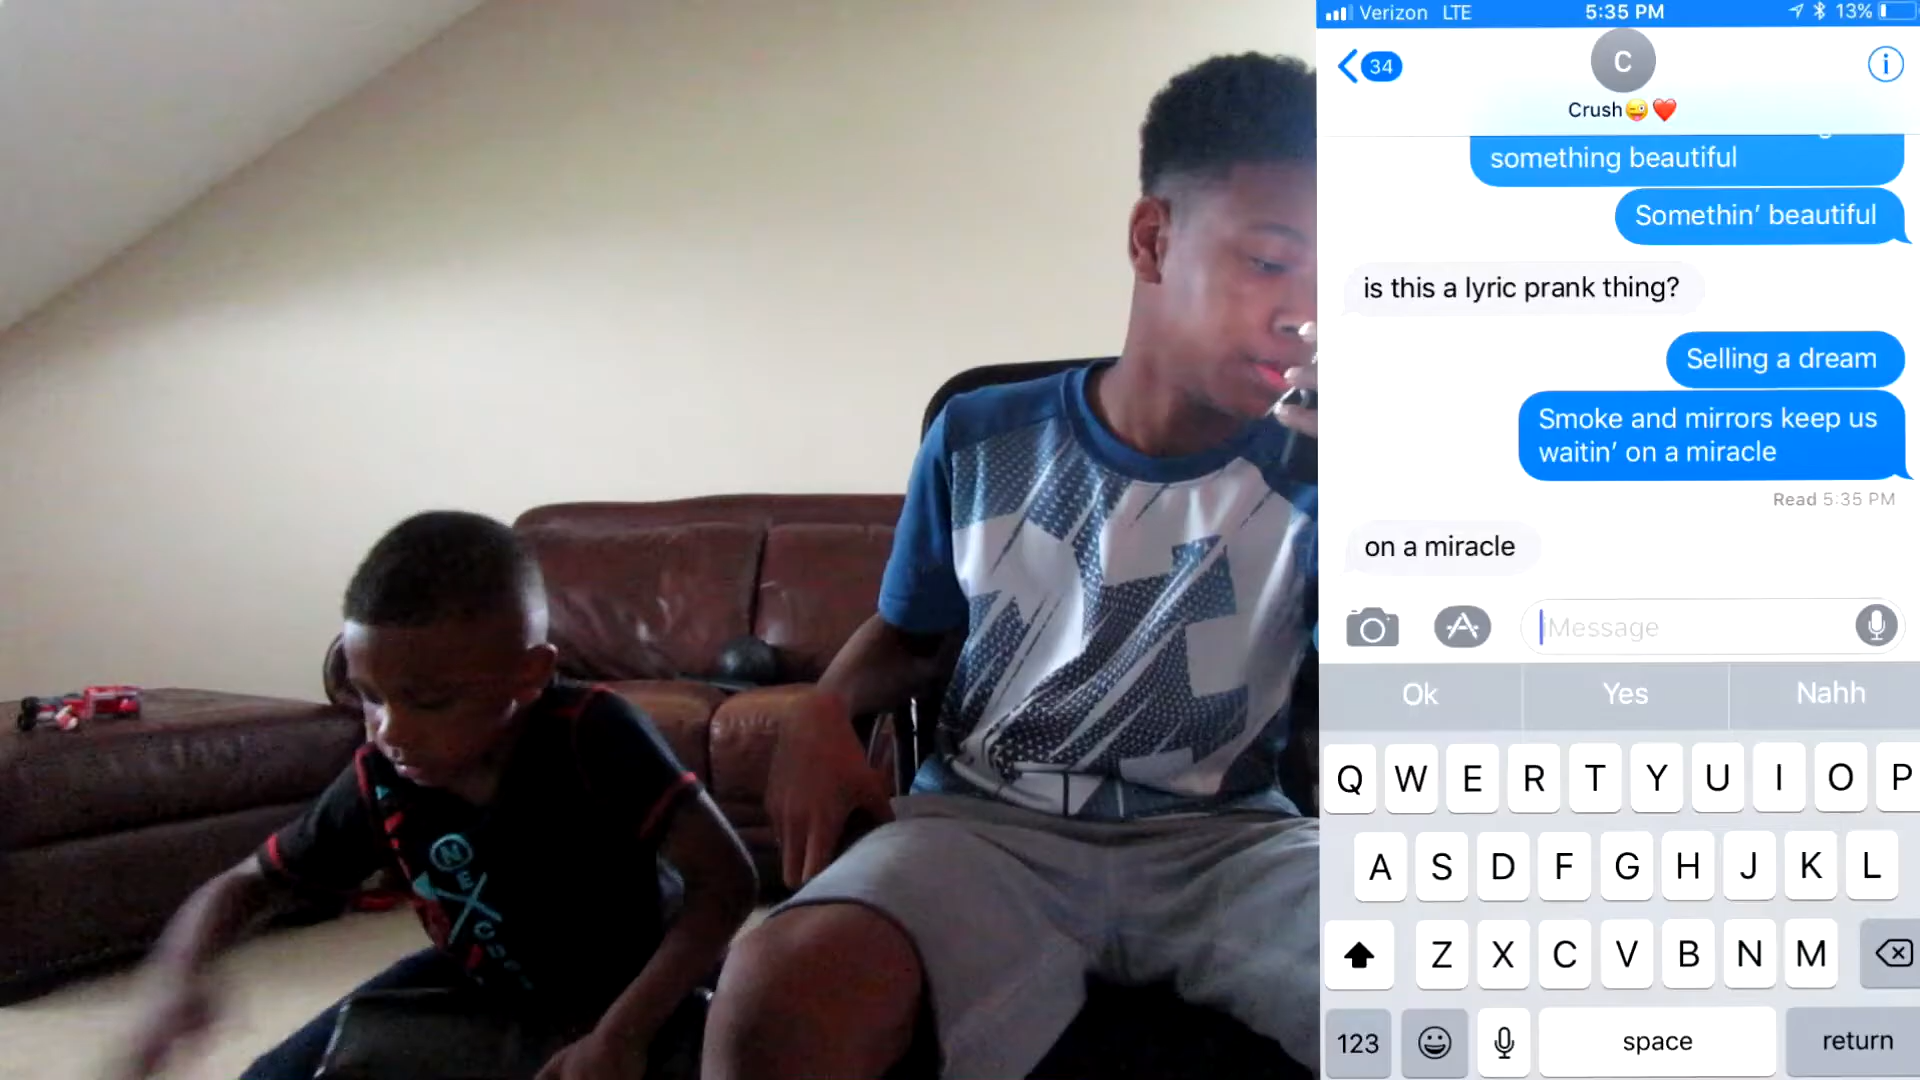 Verizon LTE 5:35 PM 13%
34
C
i
Crush😜❤️
something beautiful
Somethin’ beautiful
is this a lyric prank thing?
Selling a dream
Smoke and mirrors keep us
waitin’ on a miracle
Read 5:35 PM
on a miracle
iMessage
Ok Yes Nahh
Q W E R T Y U I O P
A S D F G H J K L
Z X C V B N M
123 space return